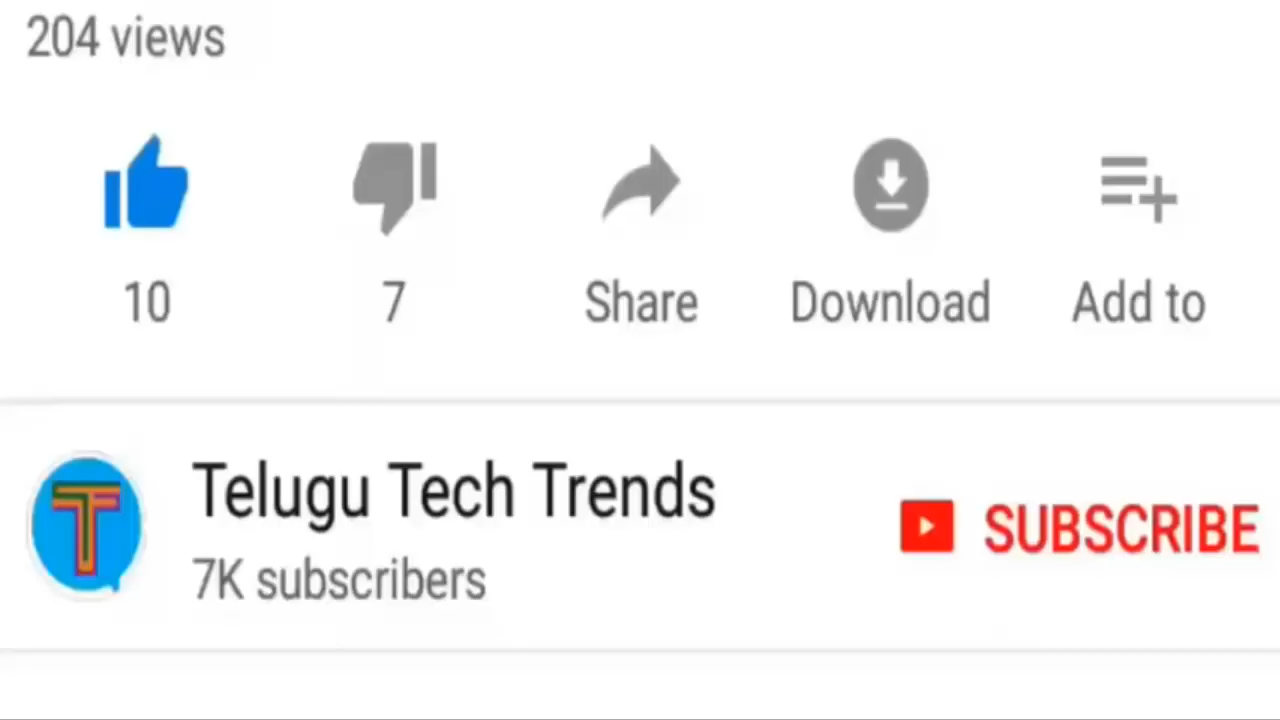 204 views
10 7 Share Download Add to
Telugu Tech Trends
7K subscribers
SUBSCRIBE
T